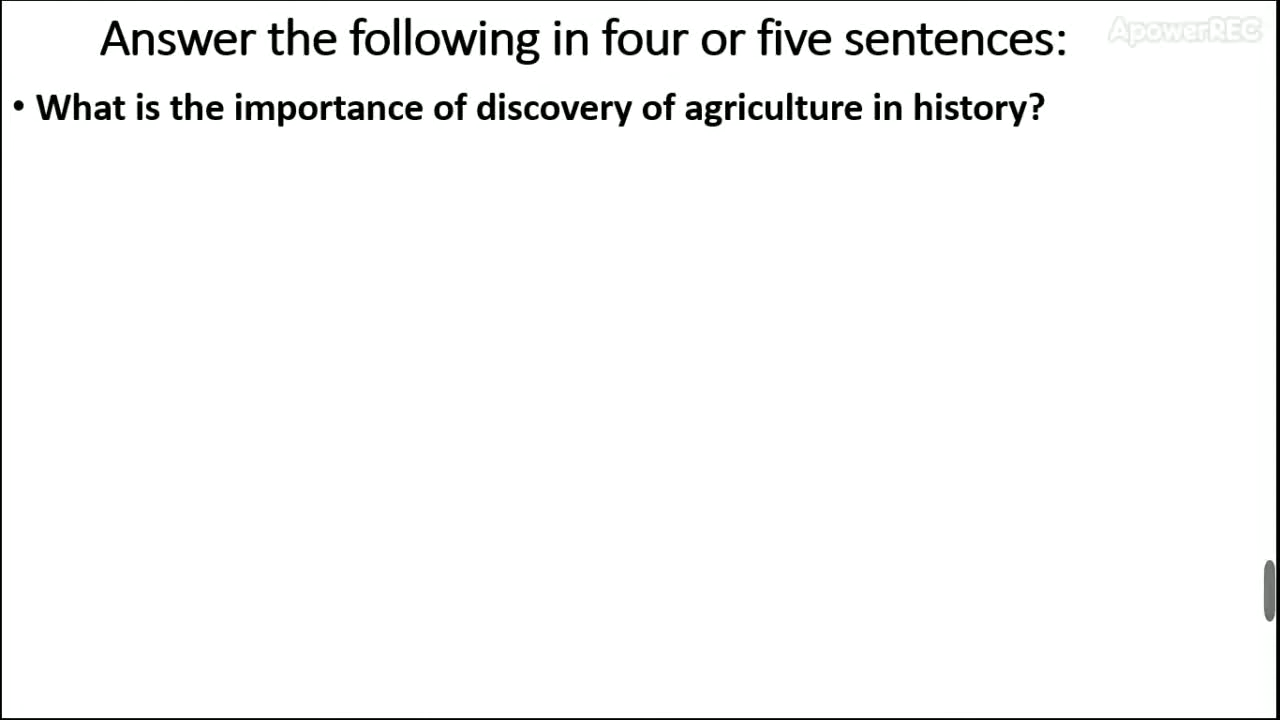 Answer the following in four or five sentences:
ApowerREC
• What is the importance of discovery of agriculture in history?